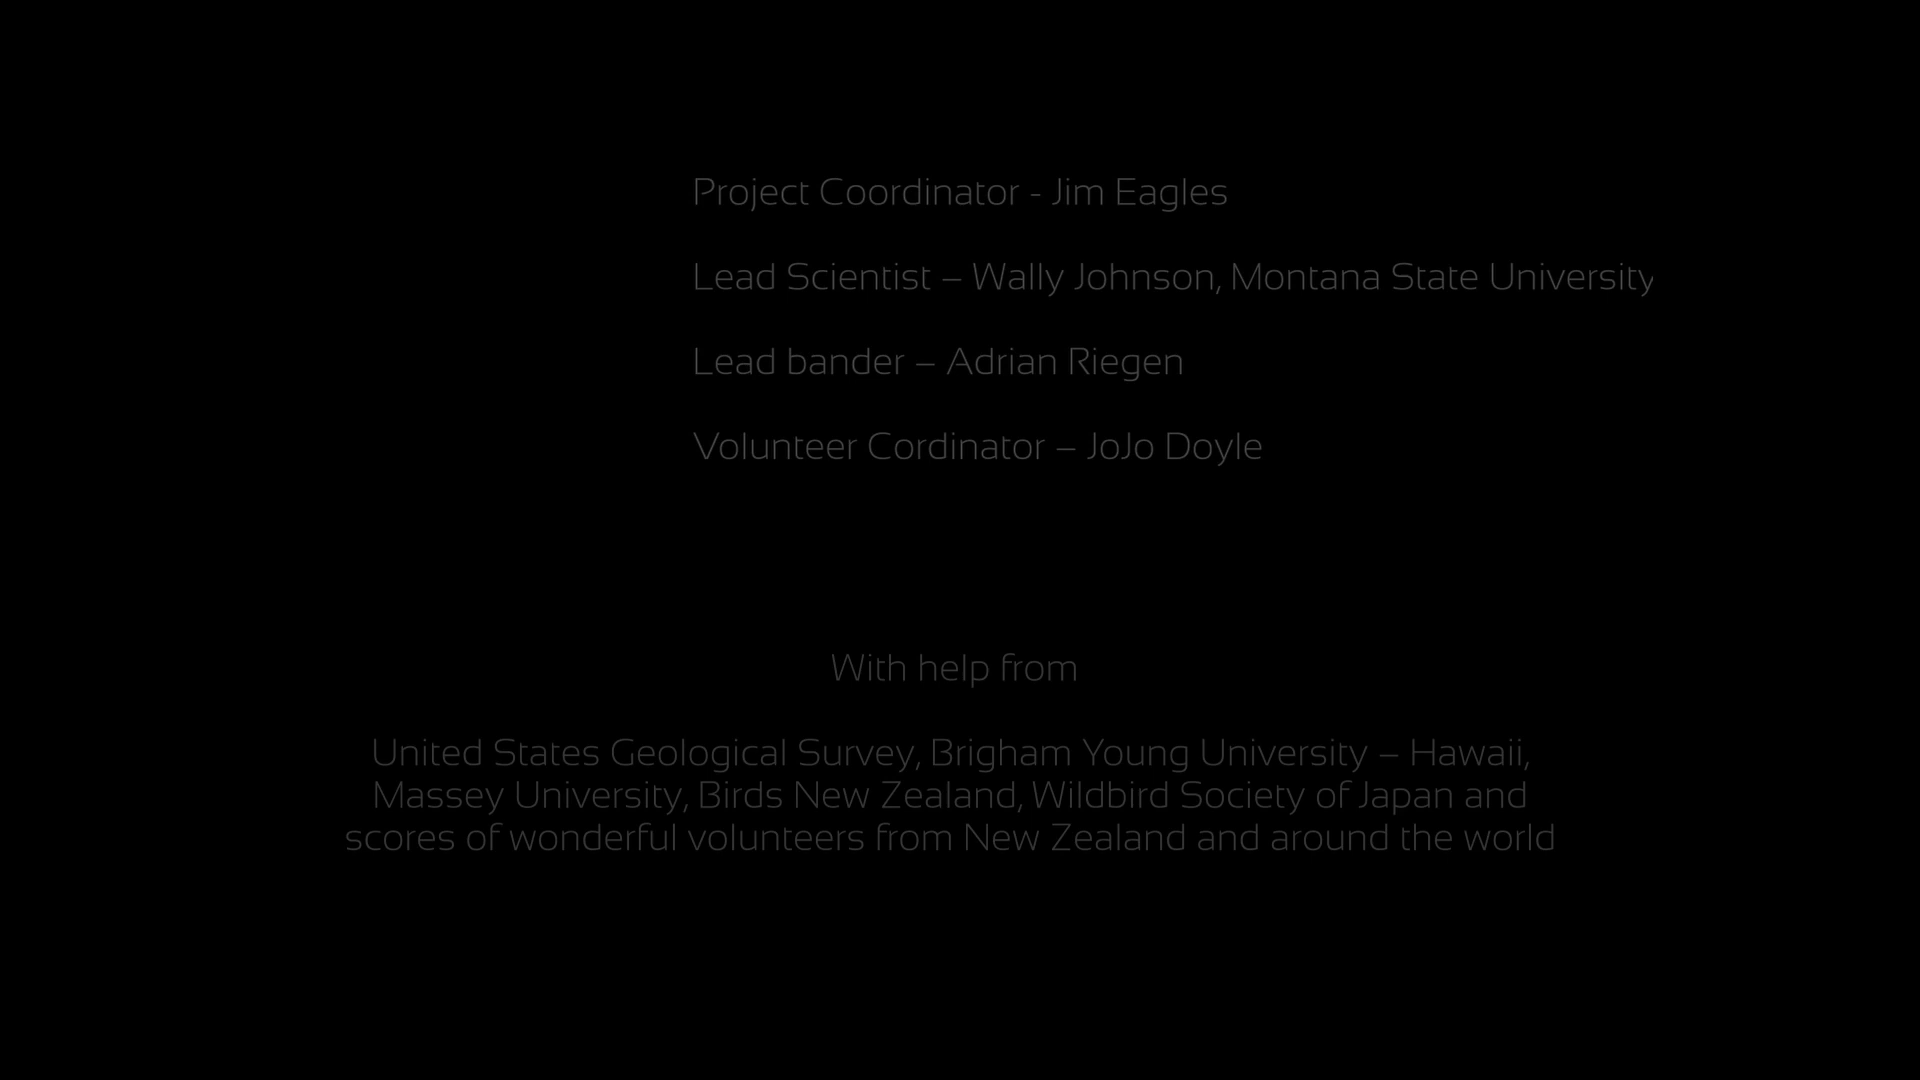 Project Coordinator - Jim Eagles
Lead Scientist – Wally Johnson, Montana State University
Lead bander – Adrian Riegen
Volunteer Cordinator – JoJo Doyle
With help from
United States Geological Survey, Brigham Young University – Hawaii,
Massey University, Birds New Zealand, Wildbird Society of Japan and
scores of wonderful volunteers from New Zealand and around the world